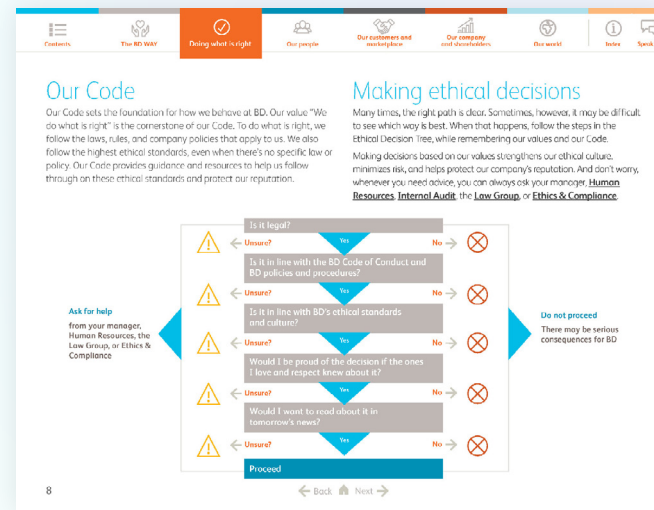 Contents
The BD WAY
Doing what is right
Our people
Our customers and
marketplace
Our company
and shareholders
Our world
Index
Speak
Our Code
Our Code sets the foundation for how we behave at BD. Our value “We
do what is right” is the cornerstone of our Code. To do what is right, we
follow the laws, rules, and company policies that apply to us. We also
follow the highest ethical standards, even when there’s no specific law or
policy. Our Code provides guidance and resources to help us follow
through on these ethical standards and protect our reputation.
Making ethical decisions
Many times, the right path is clear. Sometimes, however, it may be difficult
to see which way is best. When that happens, follow the steps in the
Ethical Decision Tree, while remembering our values and our Code.
Making decisions based on our values strengthens our ethical culture,
minimizes risk, and helps protect our company’s reputation. And don’t worry,
whenever you need advice, you can always ask your manager, Human
Resources, Internal Audit, the Law Group, or Ethics & Compliance.
Is it legal?
Unsure?
Yes
No
Is it in line with the BD Code of Conduct and
BD policies and procedures?
Unsure?
Yes
No
Is it in line with BD’s ethical standards
and culture?
Unsure?
Yes
No
Would I be proud of the decision if the ones
I love and respect knew about it?
Unsure?
Yes
No
Would I want to read about it in
tomorrow’s news?
Unsure?
Yes
No
Proceed
Ask for help
from your manager,
Human Resources, the
Law Group, or Ethics &
Compliance
Do not proceed
There may be serious
consequences for BD
8
Back
Next